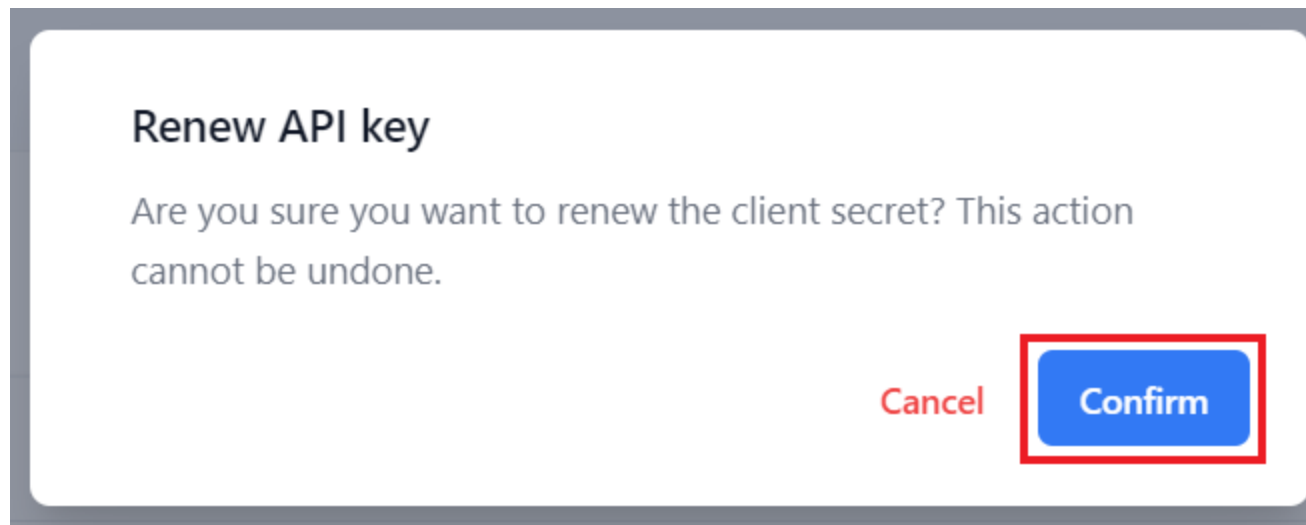 Renew API key
Are you sure you want to renew the client secret? This action
cannot be undone.
Cancel
Confirm